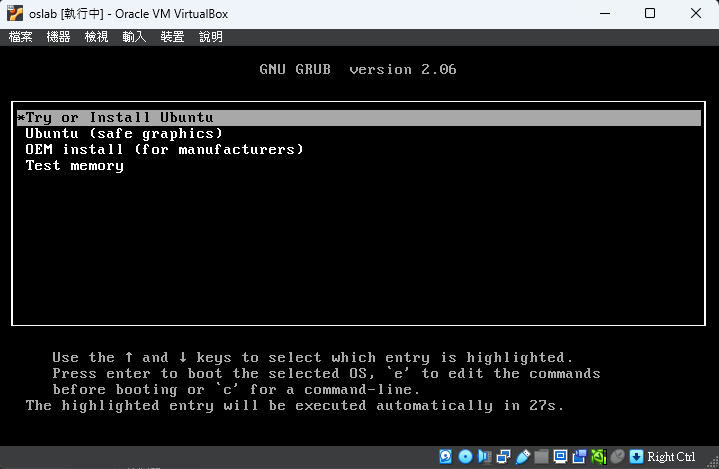 oslab [執行中] - Oracle VM VirtualBox
檔案 機器 檢視 輸入 裝置 說明
GNU GRUB version 2.06
*Try or Install Ubuntu
Ubuntu (safe graphics)
OEM install (for manufacturers)
Test memory
Use the ↑ and ↓ keys to select which entry is highlighted.
Press enter to boot the selected OS, `e' to edit the commands
before booting or `c' for a command-line.
The highlighted entry will be executed automatically in 27s.
Right Ctrl